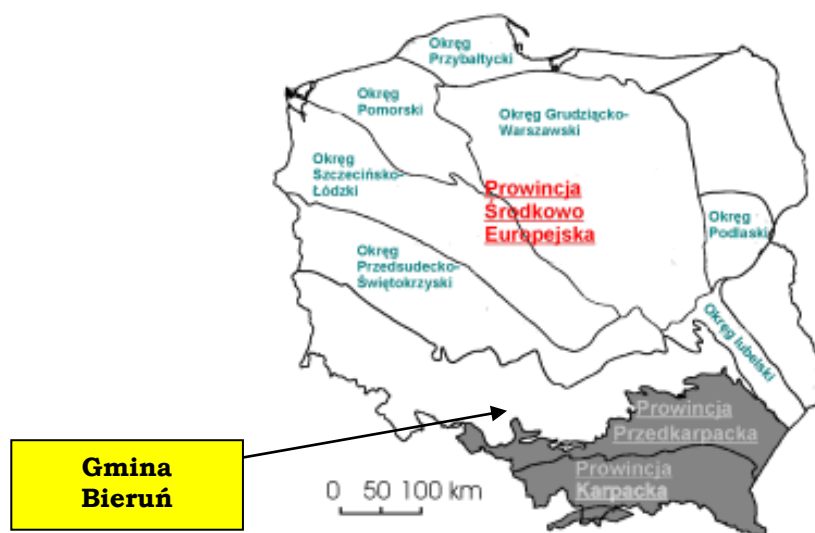 Okręg
Przybałtycki
Okręg
Pomorski
Okręg Grudziącko-
Warszawski
Okręg
Szczecińsko-
Łódzki
Prowincja
Środkowo
Europejska
Okręg
Podlaski
Okręg
Przedsudecko-
Świętokrzyski
Okręg lubelski
Prowincja
Przedkarpacka
Prowincja
Karpacka
Gmina
Bieruń
0 50 100 km